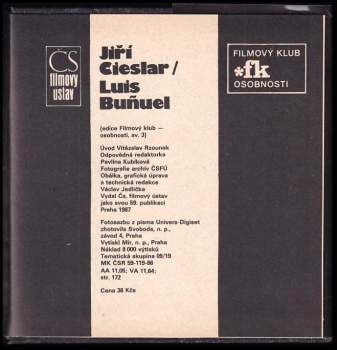 ČS
filmový
ústav
Jiří
Cieslar/
Luis
Buñuel
FILMOVÝ KLUB
*fk
OSOBNOSTI
(edice Filmový klub —
osobnosti, sv. 3)
Úvod Vítězslav Rzounek
Odpovědná redaktorka
Pavlína Kubíková
Fotografie archiv ČSFÚ
Obálka, grafická úprava
a technická redakce
Václav Jedlička
Vydal Čs. filmový ústav
jako svou 59. publikaci
Praha 1987
Fotosazbu z písma Univers-Digiset
zhotovila Svoboda, n. p.,
závod 4, Praha
Vytiskl Mír, n. p., Praha
Náklad 8 000 výtisků
Tematická skupina 09/19
MK ČSR 59-119-86
AA 11,05; VA 11,64;
str. 172
Cena 38 Kčs